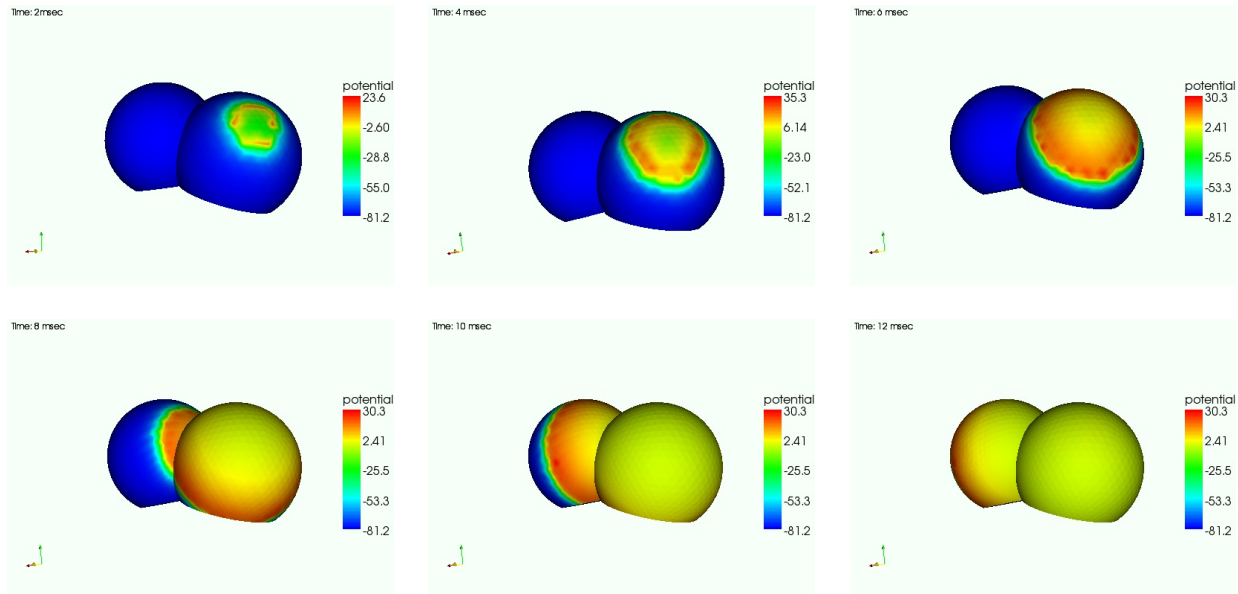 Time: 2msec
potential
23.6
-2.60
-28.8
-55.0
-81.2
Time: 4 msec
potential
35.3
6.14
-23.0
-52.1
-81.2
Time: 6 msec
potential
30.3
2.41
-25.5
-53.3
-81.2
Time: 8 msec
potential
30.3
2.41
-25.5
-53.3
-81.2
Time: 10 msec
potential
30.3
2.41
-25.5
-53.3
-81.2
Time: 12 msec
potential
30.3
2.41
-25.5
-53.3
-81.2